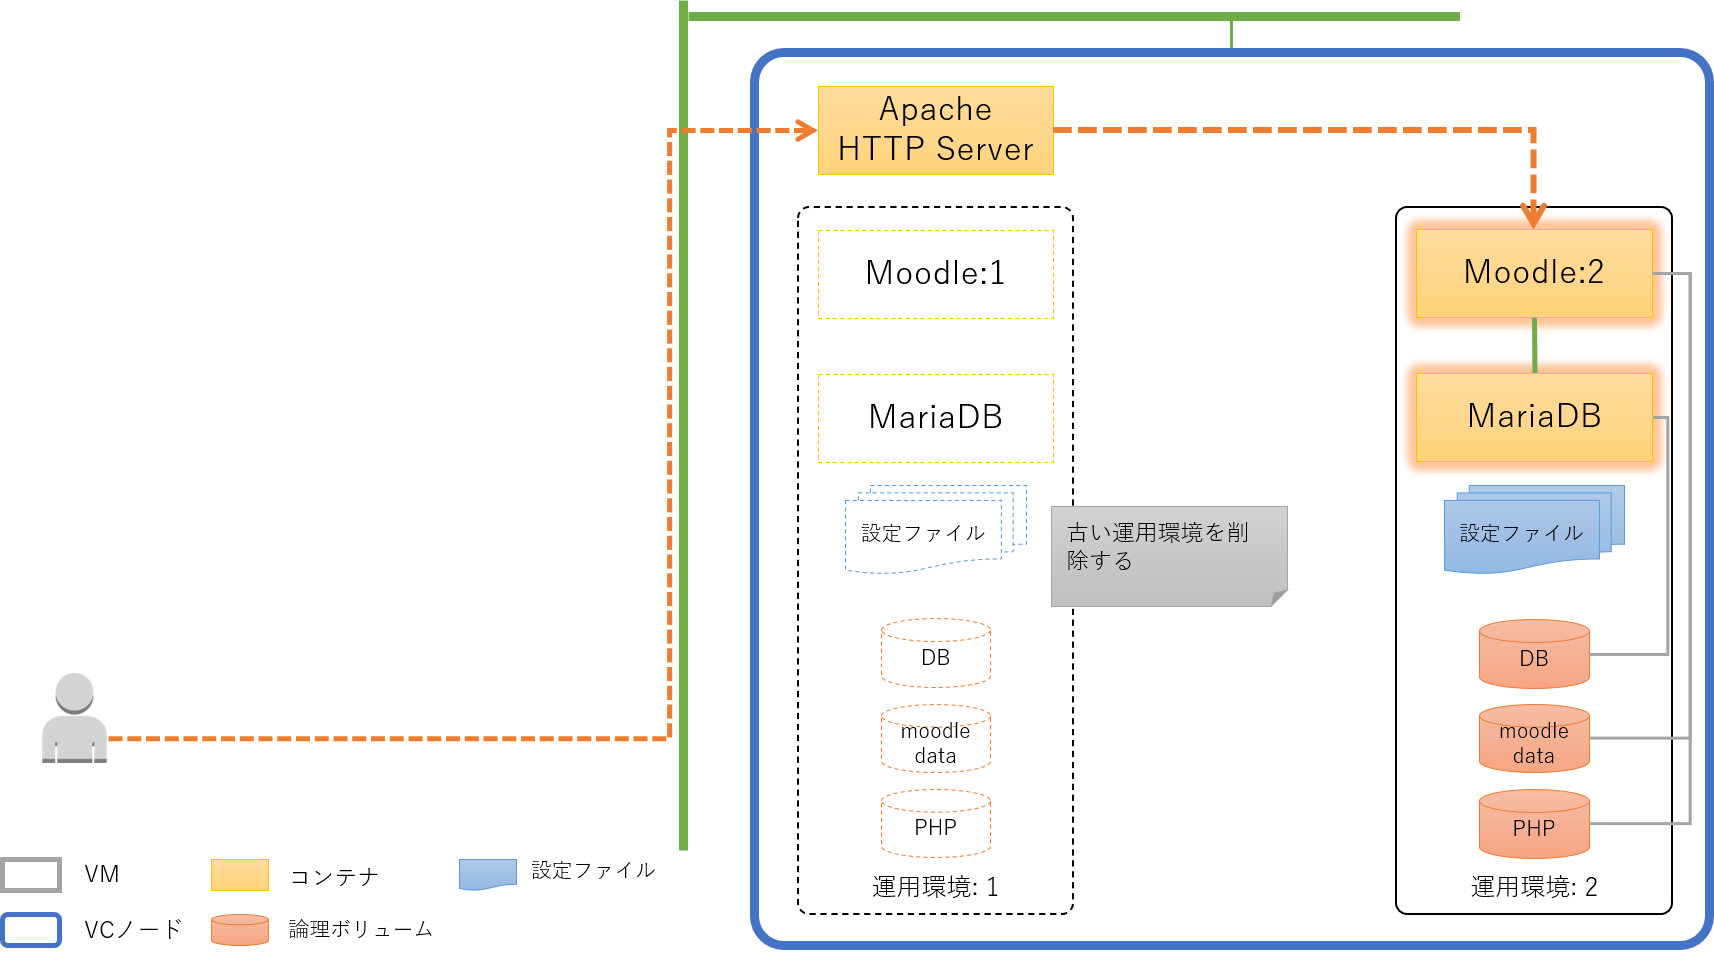 Apache
HTTP Server
Moodle:1
Moodle:2
MariaDB
MariaDB
設定ファイル
設定ファイル
古い運用環境を削
除する
DB
DB
moodle
data
moodle
data
PHP
PHP
運用環境: 1
運用環境: 2
VM
コンテナ
設定ファイル
VCノード
論理ボリューム